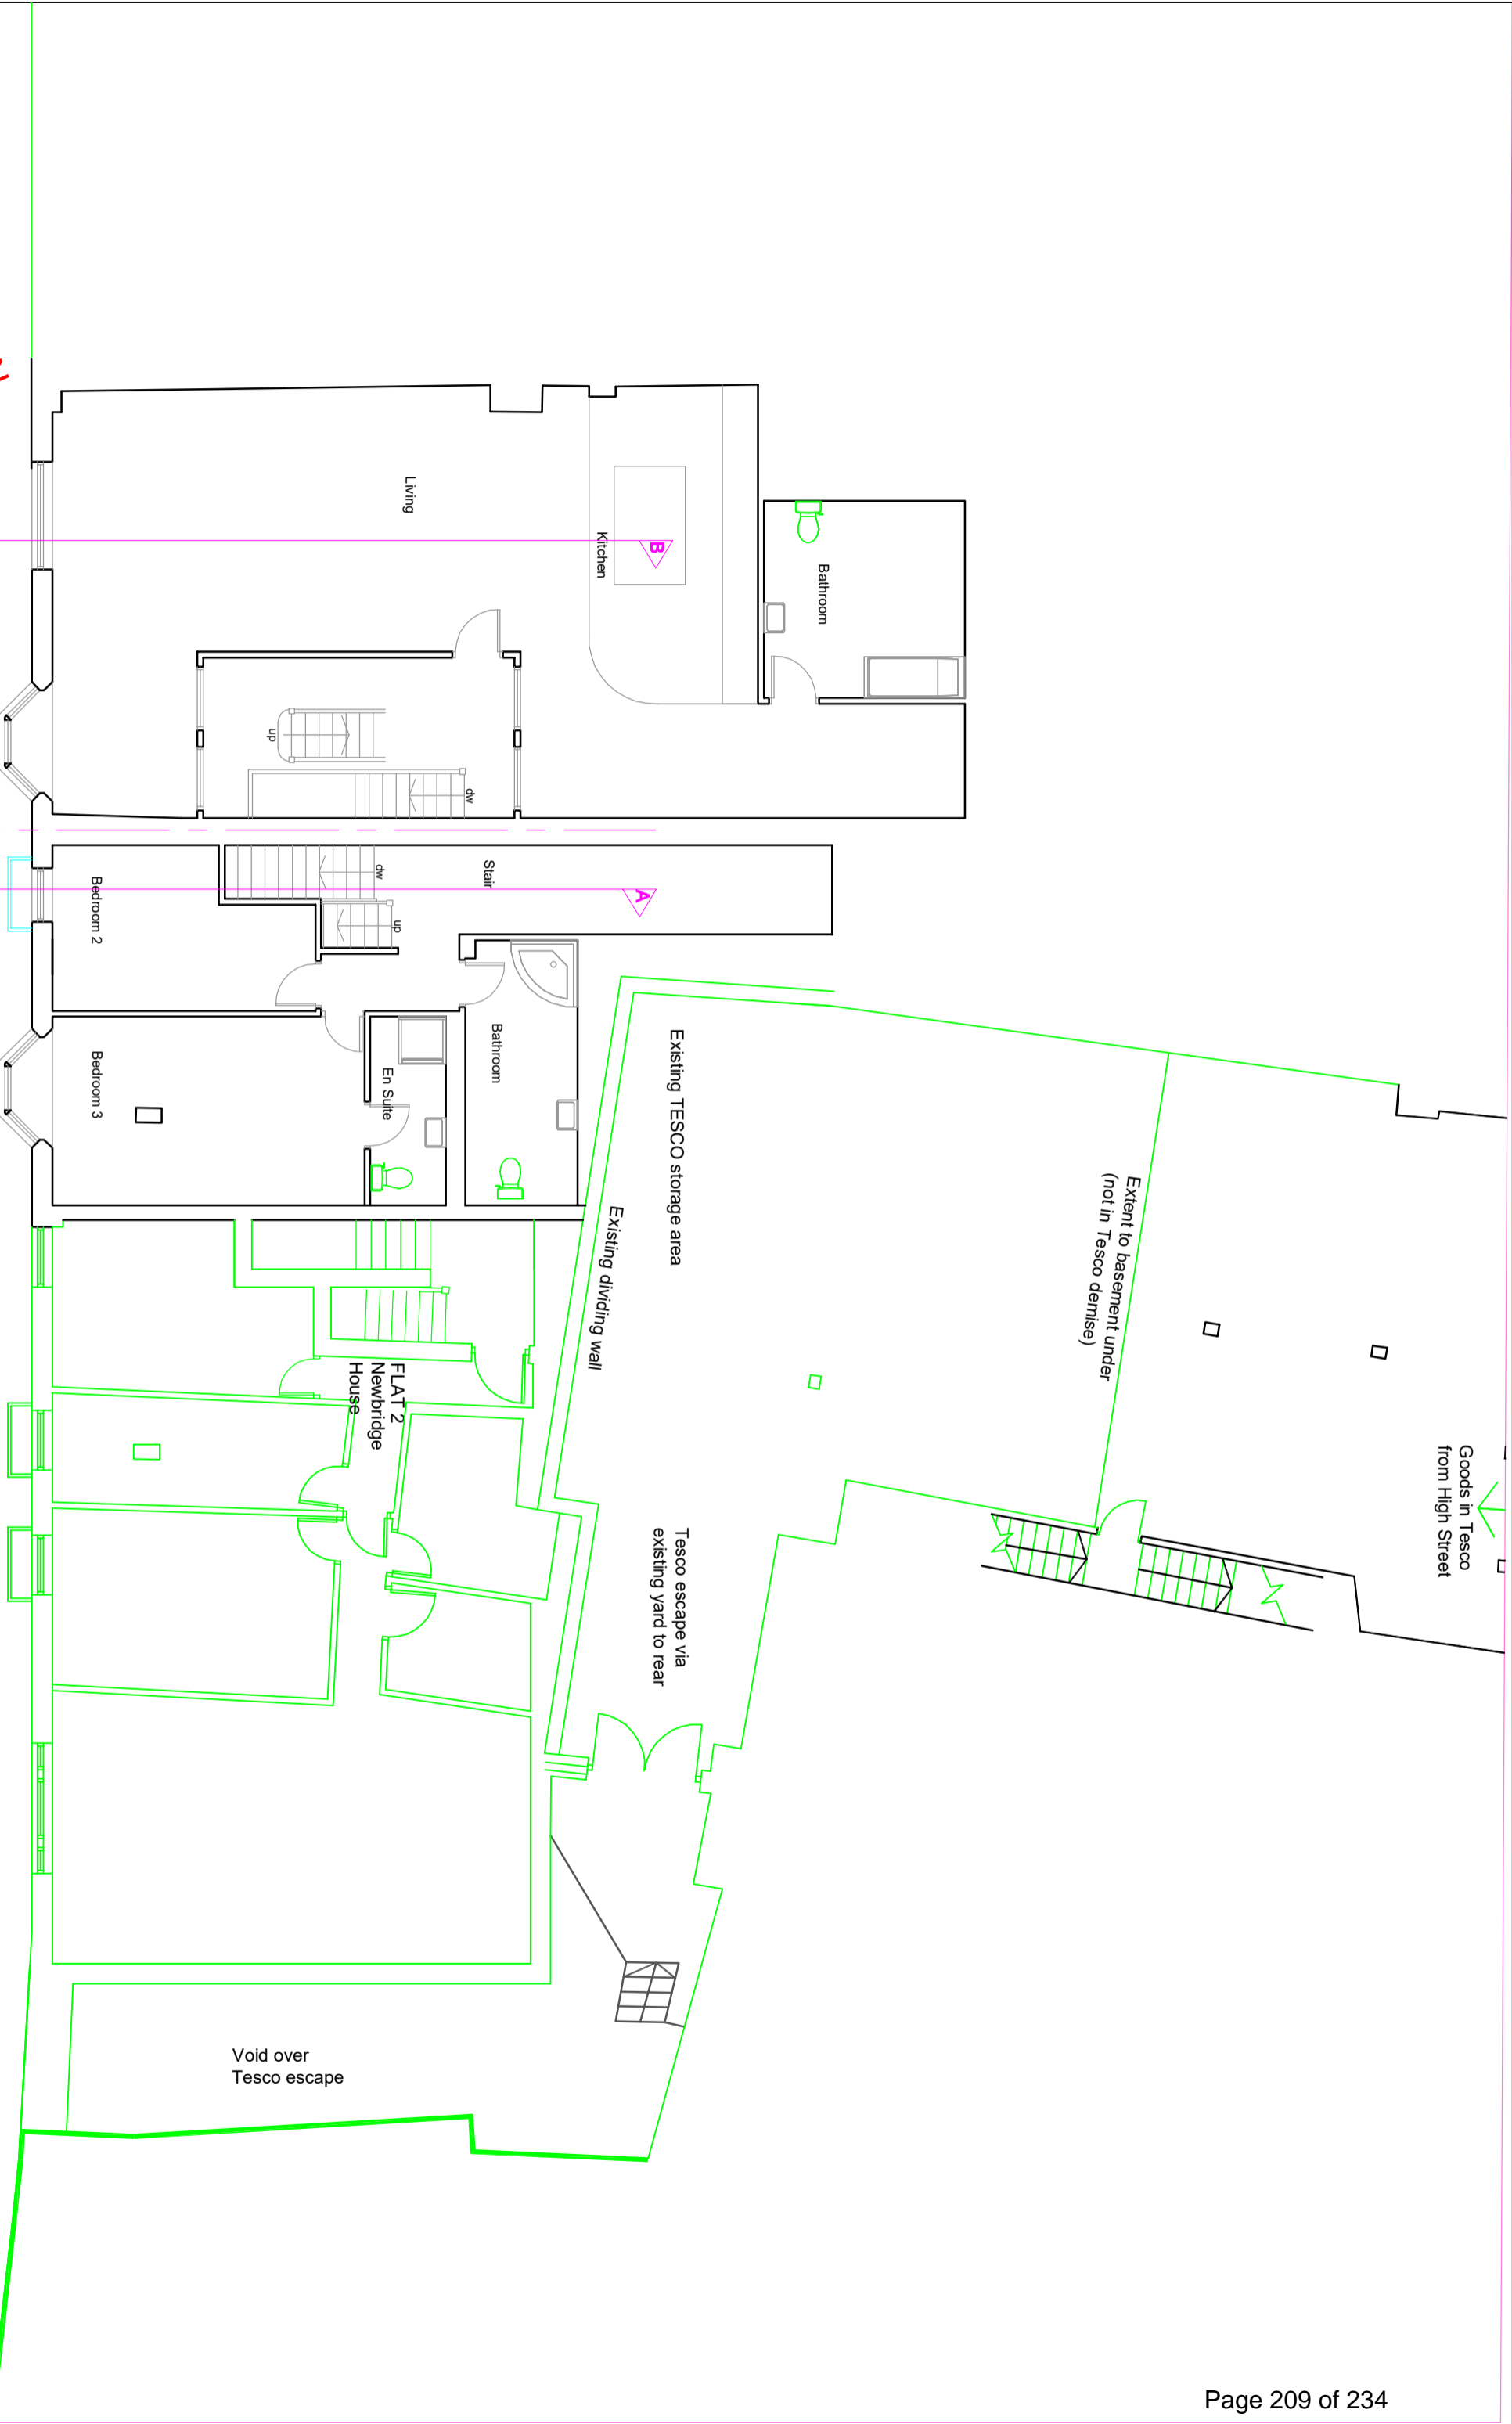 Living
Kitchen
B
Bathroom
up
dw
Stair
dw
A
up
Bedroom 2
Bathroom
En Suite
Bedroom 3
Existing TESCO storage area
Existing dividing wall
Extent to basement under
(not in Tesco demise)
Goods in Tesco
from High Street
FLAT 2
Newbridge
House
Tesco escape via
existing yard to rear
Void over
Tesco escape
Page 209 of 234